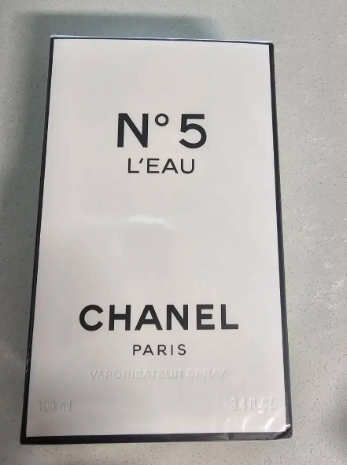 N° 5
L'EAU
CHANEL
PARIS
VAPORISATEUR SPRAY
100 ml 3.4 FL. OZ